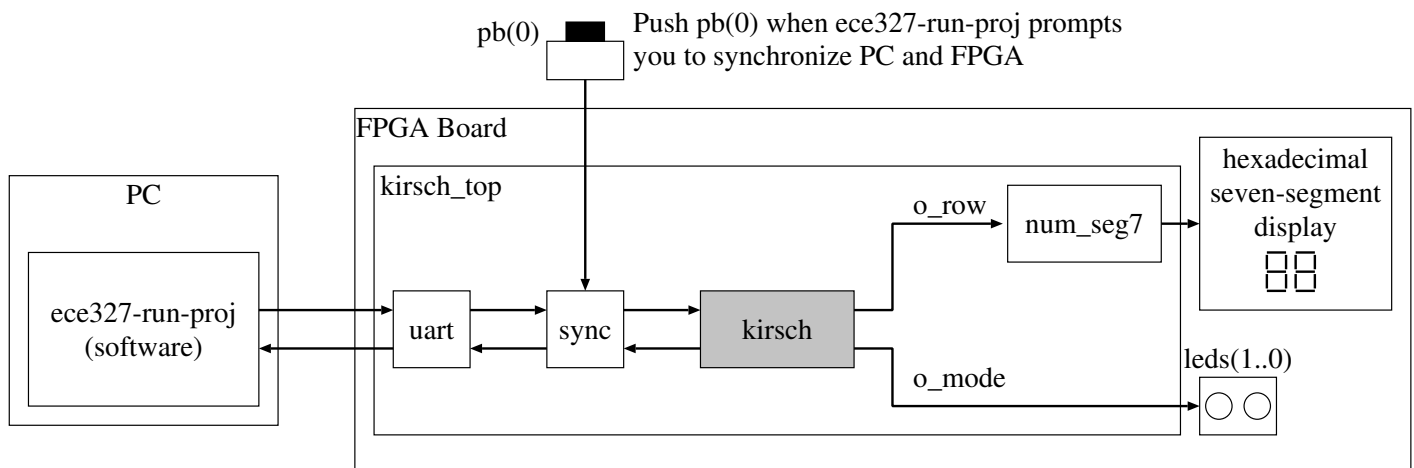 pb(0)
Push pb(0) when ece327-run-proj prompts
you to synchronize PC and FPGA
FPGA Board
PC
ece327-run-proj
(software)
kirsch_top
uart
sync
kirsch
o_row
num_seg7
hexadecimal
seven-segment
display
88
o_mode
leds(1..0)